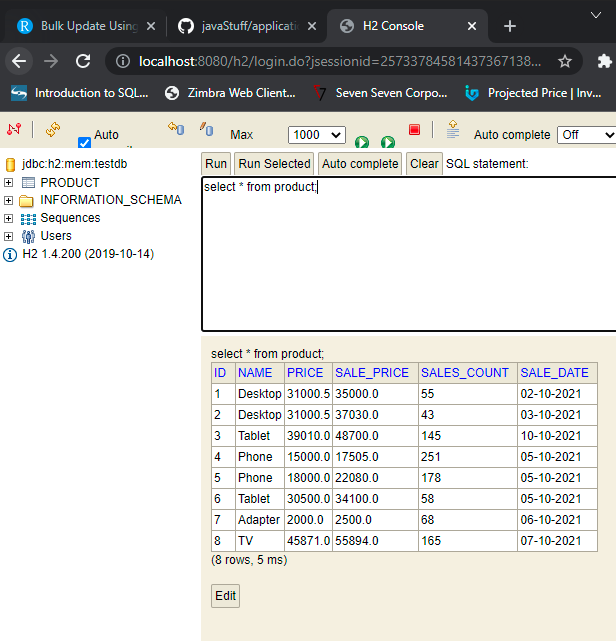 Bulk Update Using
javaStuff/applicatio
H2 Console
localhost:8080/h2/login.do?jsessionid=25733784581437367138...
Introduction to SQL...
Zimbra Web Client...
Seven Seven Corpo...
Projected Price | Inv...
Auto
Max
1000
Auto complete
Off
jdbc:h2:mem:testdb
PRODUCT
INFORMATION_SCHEMA
Sequences
Users
H2 1.4.200 (2019-10-14)
Run Run Selected Auto complete Clear SQL statement:
select * from product;
select * from product;
ID NAME PRICE SALE_PRICE SALES_COUNT SALE_DATE
1 Desktop 31000.5 35000.0 55 02-10-2021
2 Desktop 31000.5 37030.0 43 03-10-2021
3 Tablet 39010.0 48700.0 145 10-10-2021
4 Phone 15000.0 17505.0 251 05-10-2021
5 Phone 18000.0 22080.0 178 05-10-2021
6 Tablet 30500.0 34100.0 58 05-10-2021
7 Adapter 2000.0 2500.0 68 06-10-2021
8 TV 45871.0 55894.0 165 07-10-2021
(8 rows, 5 ms)
Edit